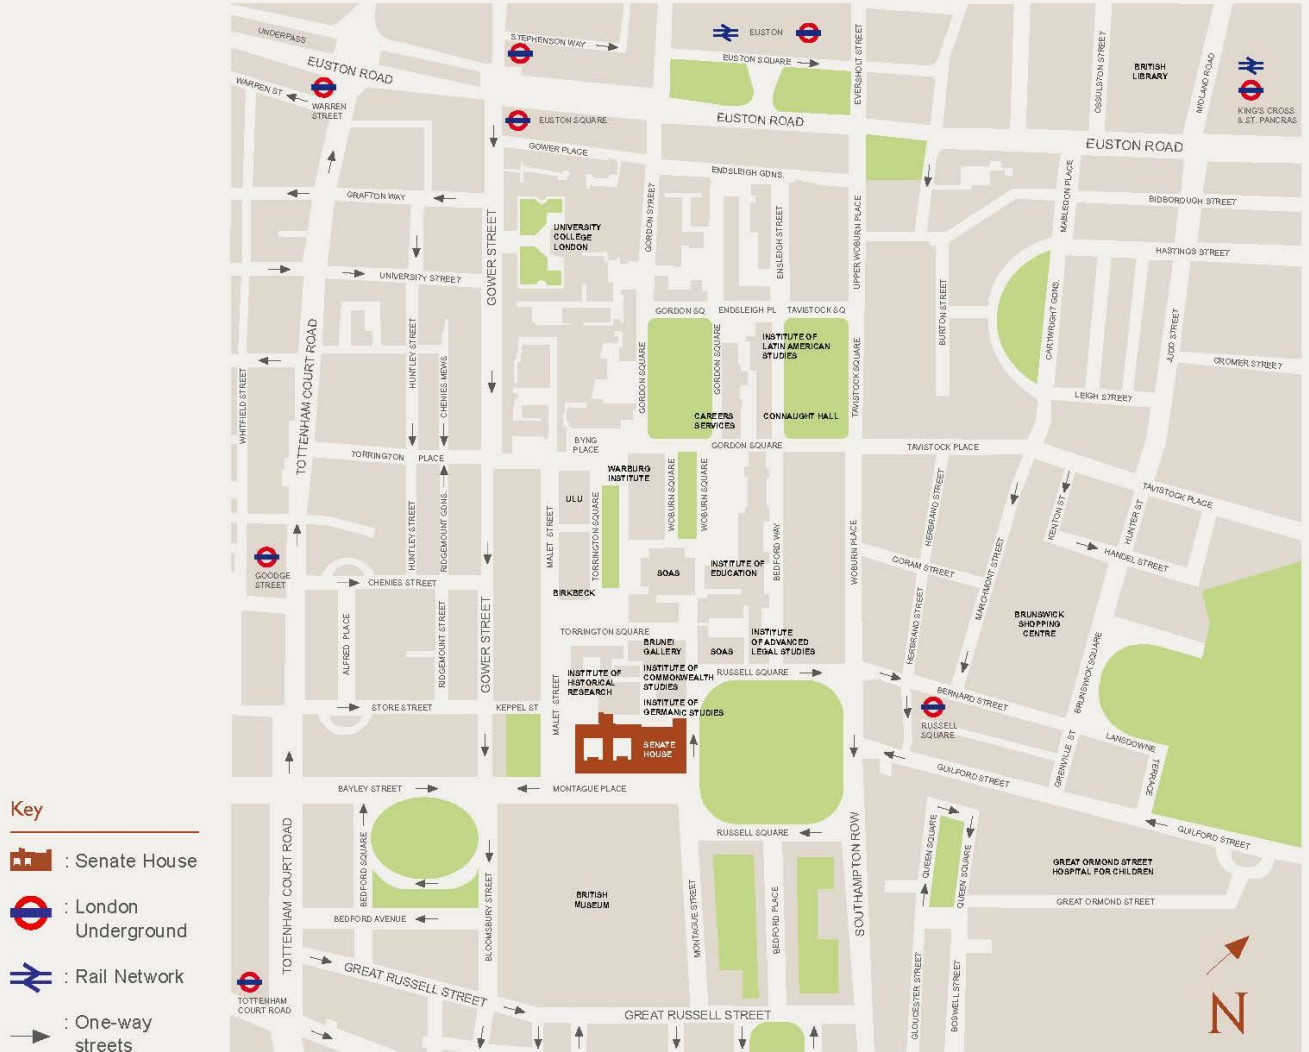 UNDERPASS
EUSTON ROAD
WARREN ST
WARREN
STREET
STEPHENSON WAY
EUSTON
EUSTON SQUARE
EVERSHOLT STREET
OSSULSTON STREET
BRITISH
LIBRARY
MIDLAND ROAD
KING'S CROSS
& ST. PANCRAS
EUSTON SQUARE
EUSTON ROAD
EUSTON ROAD
GOWER PLACE
ENDSLEIGH GDNS.
GRAFTON WAY
GOWER STREET
UNIVERSITY
COLLEGE
LONDON
GORDON STREET
ENSLEIGH STREET
UPPER WOBURN PLACE
MABLEDON PLACE
BIDBOROUGH STREET
HASTINGS STREET
UNIVERSITY STREET
BURTON STREET
CARTWRIGHT GDNS.
JUDD STREET
GORDON SQ
ENDSLEIGH PL
TAVISTOCK SQ
INSTITUTE OF
LATIN AMERICAN
STUDIES
CROMER STREET
TOTTENHAM COURT ROAD
WHITFIELD STREET
HUNTLEY STREET
CHENIES MEWS
GORDON SQUARE
GORDON SQUARE
TAVISTOCK SQUARE
LEIGH STREET
CAREERS
SERVICES
CONNAUGHT HALL
BYNG
PLACE
GORDON SQUARE
TAVISTOCK PLACE
TORRINGTON PLACE
WARBURG
INSTITUTE
ULU
MALET STREET
TORRINGTON SQUARE
WOBURN SQUARE
WOBURN SQUARE
BEDFORD WAY
WOBURN PLACE
HERBRAND STREET
MARCHMONT STREET
KENTON ST
HUNTER ST
TAVISTOCK PLACE
HANDEL STREET
HUNTLEY STREET
RIDGEMOUNT GDNS.
GOODGE
STREET
CHENIES STREET
SOAS
INSTITUTE OF
EDUCATION
CORAM STREET
BIRKBECK
ALFRED PLACE
RIDGEMOUNT STREET
GOWER STREET
TORRINGTON SQUARE
BRUNEI
GALLERY
SOAS
INSTITUTE
OF ADVANCED
LEGAL STUDIES
HERBRAND STREET
BRUNSWICK
SHOPPING
CENTRE
BRUNSWICK SQUARE
INSTITUTE OF
HISTORICAL
RESEARCH
INSTITUTE OF
COMMONWEALTH
STUDIES
INSTITUTE OF
GERMANIC STUDIES
RUSSELL SQUARE
BERNARD STREET
RUSSELL
SQUARE
STORE STREET
KEPPEL ST
MALET STREET
SENATE
HOUSE
GRENVILLE ST
LANSDOWNE
TERRACE
GUILFORD STREET
GUILFORD STREET
BAYLEY STREET
MONTAGUE PLACE
RUSSELL SQUARE
TOTTENHAM COURT ROAD
BEDFORD SQUARE
BLOOMSBURY STREET
BEDFORD AVENUE
BRITISH
MUSEUM
MONTAGUE STREET
BEDFORD PLACE
SOUTHAMPTON ROW
QUEEN SQUARE
QUEEN SQUARE
GREAT ORMOND STREET
HOSPITAL FOR CHILDREN
GREAT ORMOND STREET
GLOUCESTER STREET
BOSWELL STREET
TOTTENHAM
COURT ROAD
GREAT RUSSELL STREET
GREAT RUSSELL STREET
N
Key
: Senate House
: London
Underground
: Rail Network
: One-way
streets